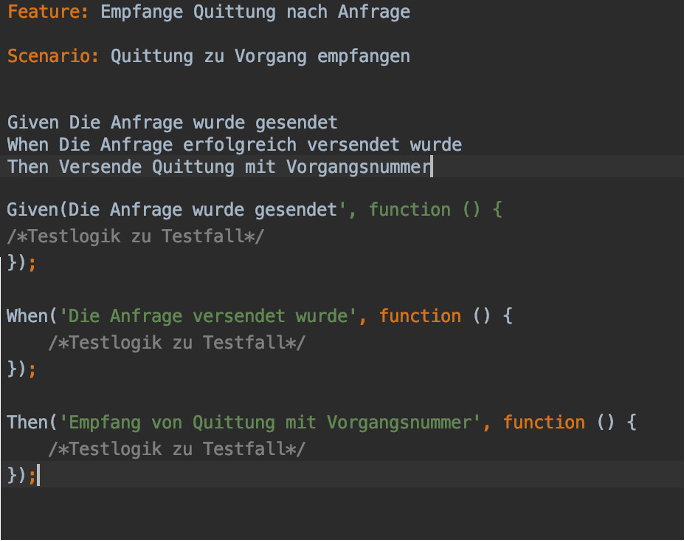 Feature: Empfange Quittung nach Anfrage
Scenario: Quittung zu Vorgang empfangen
Given Die Anfrage wurde gesendet
When Die Anfrage erfolgreich versendet wurde
Then Versende Quittung mit Vorgangsnummer
Given(Die Anfrage wurde gesendet', function () {
/*Testlogik zu Testfall*/
});
When('Die Anfrage versendet wurde', function () {
/*Testlogik zu Testfall*/
});
Then('Empfang von Quittung mit Vorgangsnummer', function () {
/*Testlogik zu Testfall*/
});